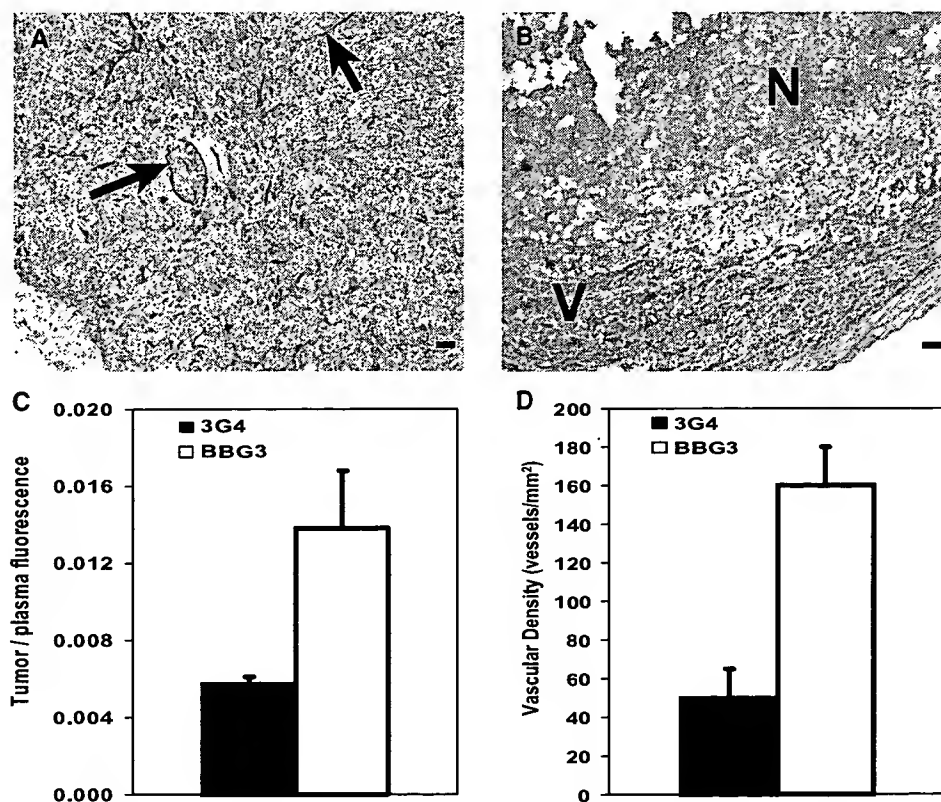 A
B
N
V
C
0.020
0.016
0.012
0.008
0.004
0.000
Tumor / plasma fluorescence
3G4
BBG3
D
200
180
160
140
120
100
80
60
40
20
0
Vascular Density (vessels/mm²)
3G4
BBG3